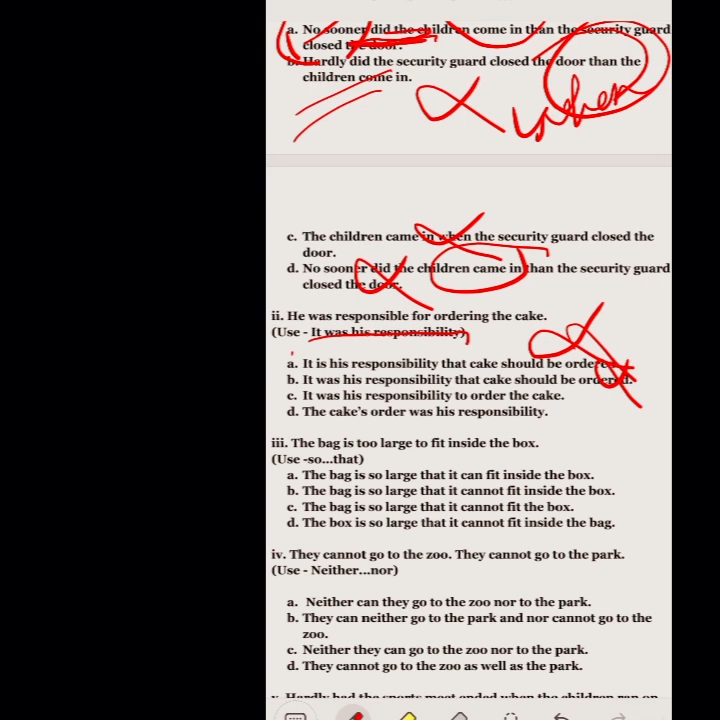 a. No sooner did the children come in than the security guard
closed the door.
b. Hardly did the security guard closed the door than the
children come in.
when
c. The children came in when the security guard closed the
door.
d. No sooner did the children came in than the security guard
closed the door.
ii. He was responsible for ordering the cake.
(Use - It was his responsibility)
a. It is his responsibility that cake should be ordered.
b. It was his responsibility that cake should be ordered.
c. It was his responsibility to order the cake.
d. The cake's order was his responsibility.
iii. The bag is too large to fit inside the box.
(Use -so...that)
a. The bag is so large that it can fit inside the box.
b. The bag is so large that it cannot fit inside the box.
c. The bag is so large that it cannot fit the box.
d. The box is so large that it cannot fit inside the bag.
iv. They cannot go to the zoo. They cannot go to the park.
(Use - Neither...nor)
a. Neither can they go to the zoo nor to the park.
b. They can neither go to the park and nor cannot go to the
zoo.
c. Neither they can go to the zoo nor to the park.
d. They cannot go to the zoo as well as the park.
v. Hardly had the sports meet ended when the children ran on